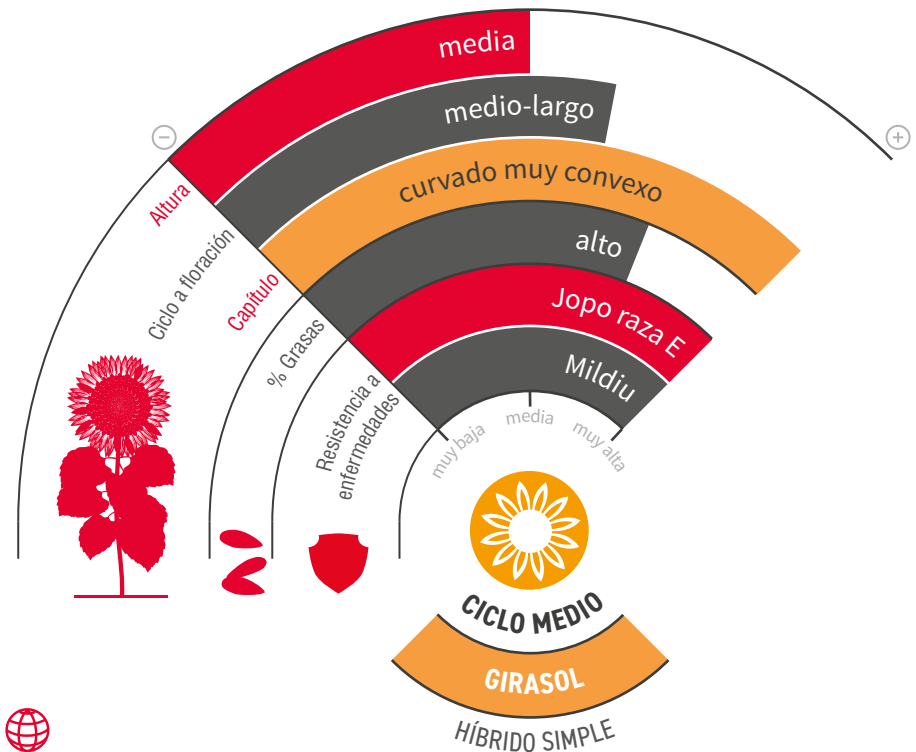 media
medio-largo
curvado muy convexo
alto
Jopo raza E
Mildiu
−
+
Altura
Ciclo a floración
Capítulo
% Grasas
Resistencia a
enfermedades
muy baja
media
muy alta
CICLO MEDIO
GIRASOL
HÍBRIDO SIMPLE